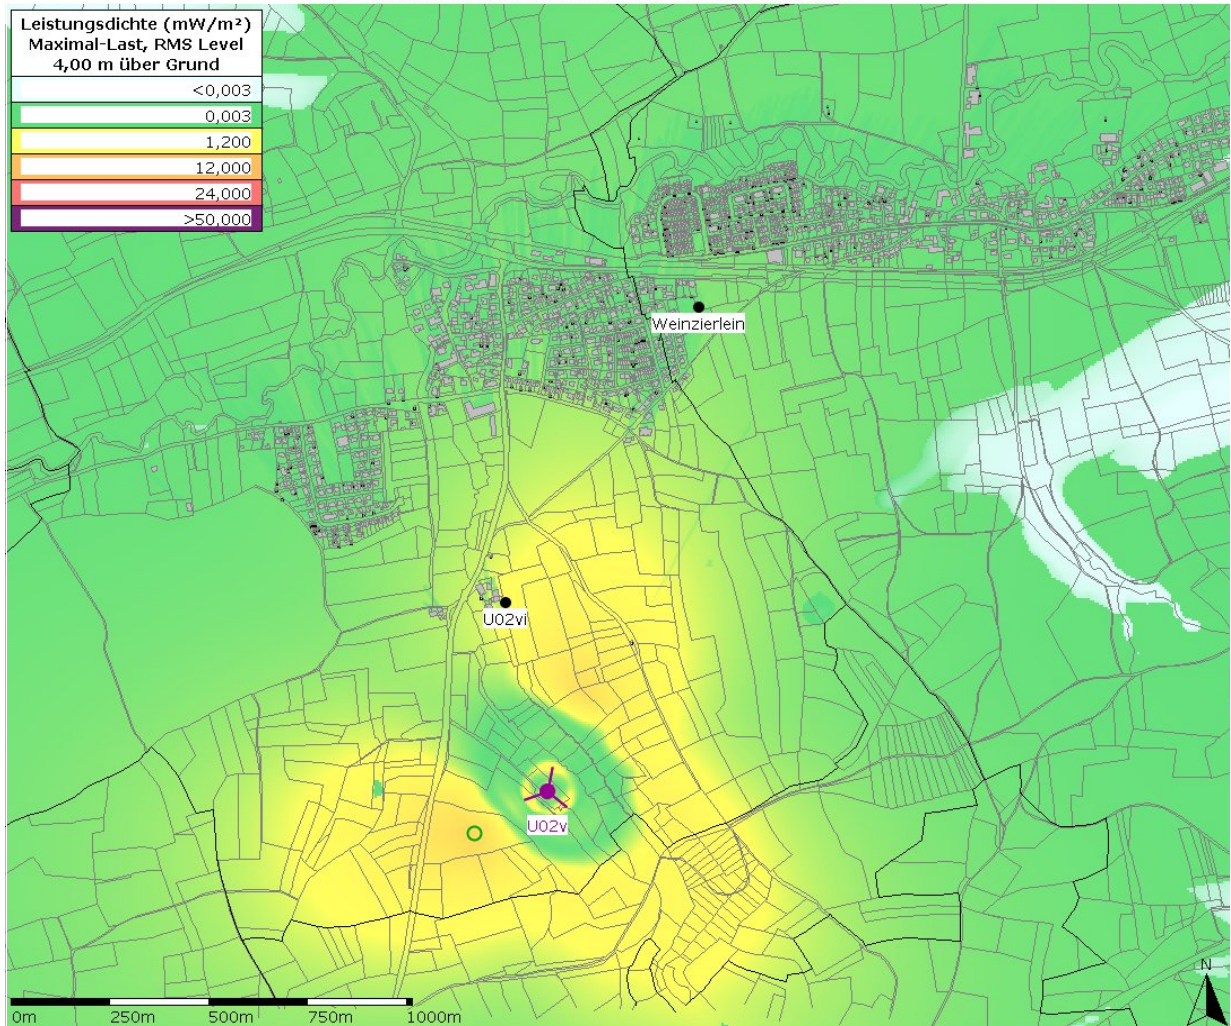 Leistungsdichte (mW/m²)
Maximal-Last, RMS Level
4,00 m über Grund
<0,003
0,003
1,200
12,000
24,000
>50,000
Weinzierlein
U02vi
U02v
N
0m 250m 500m 750m 1000m